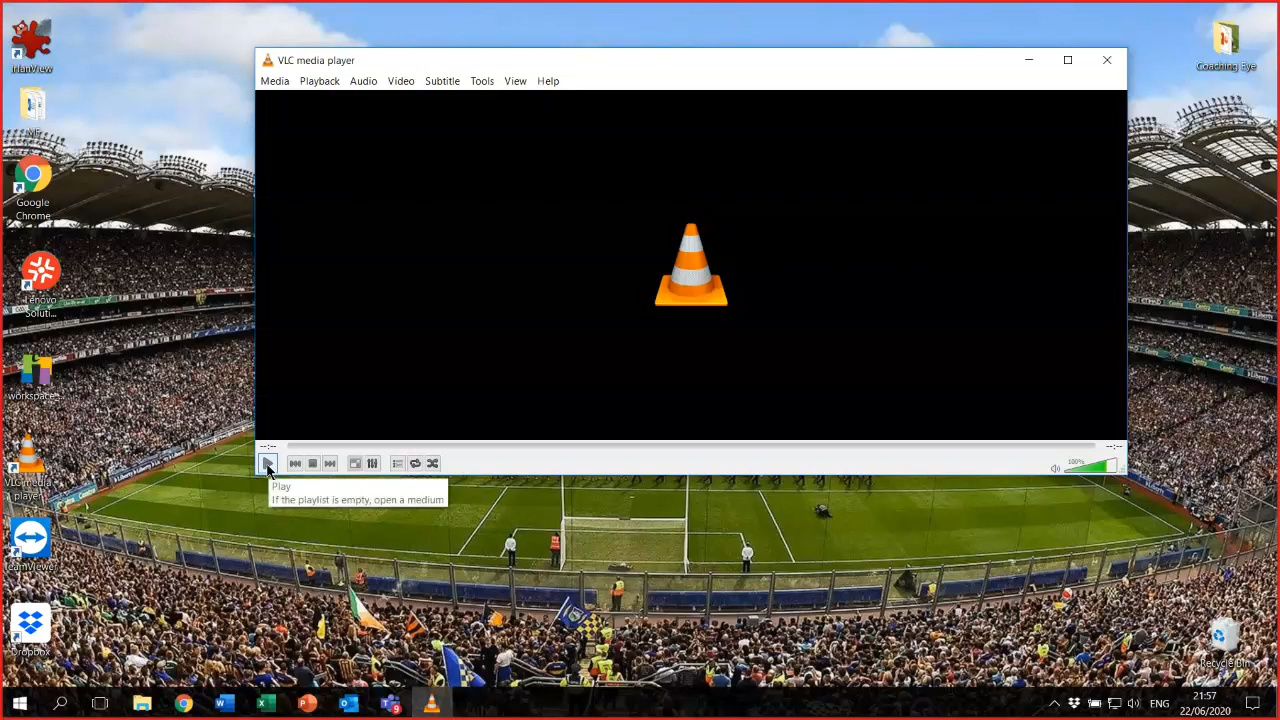 IrfanView
Coaching Eye
VLC media player
Media Playback Audio Video Subtitle Tools View Help
Google
Chrome
Lenovo
Soluti...
workspace...
--:--
--:--
100%
Play
If the playlist is empty, open a medium
VLC media
player
TeamViewer
Dropbox
Recycle Bin
9
ENG
21:57
22/06/2020